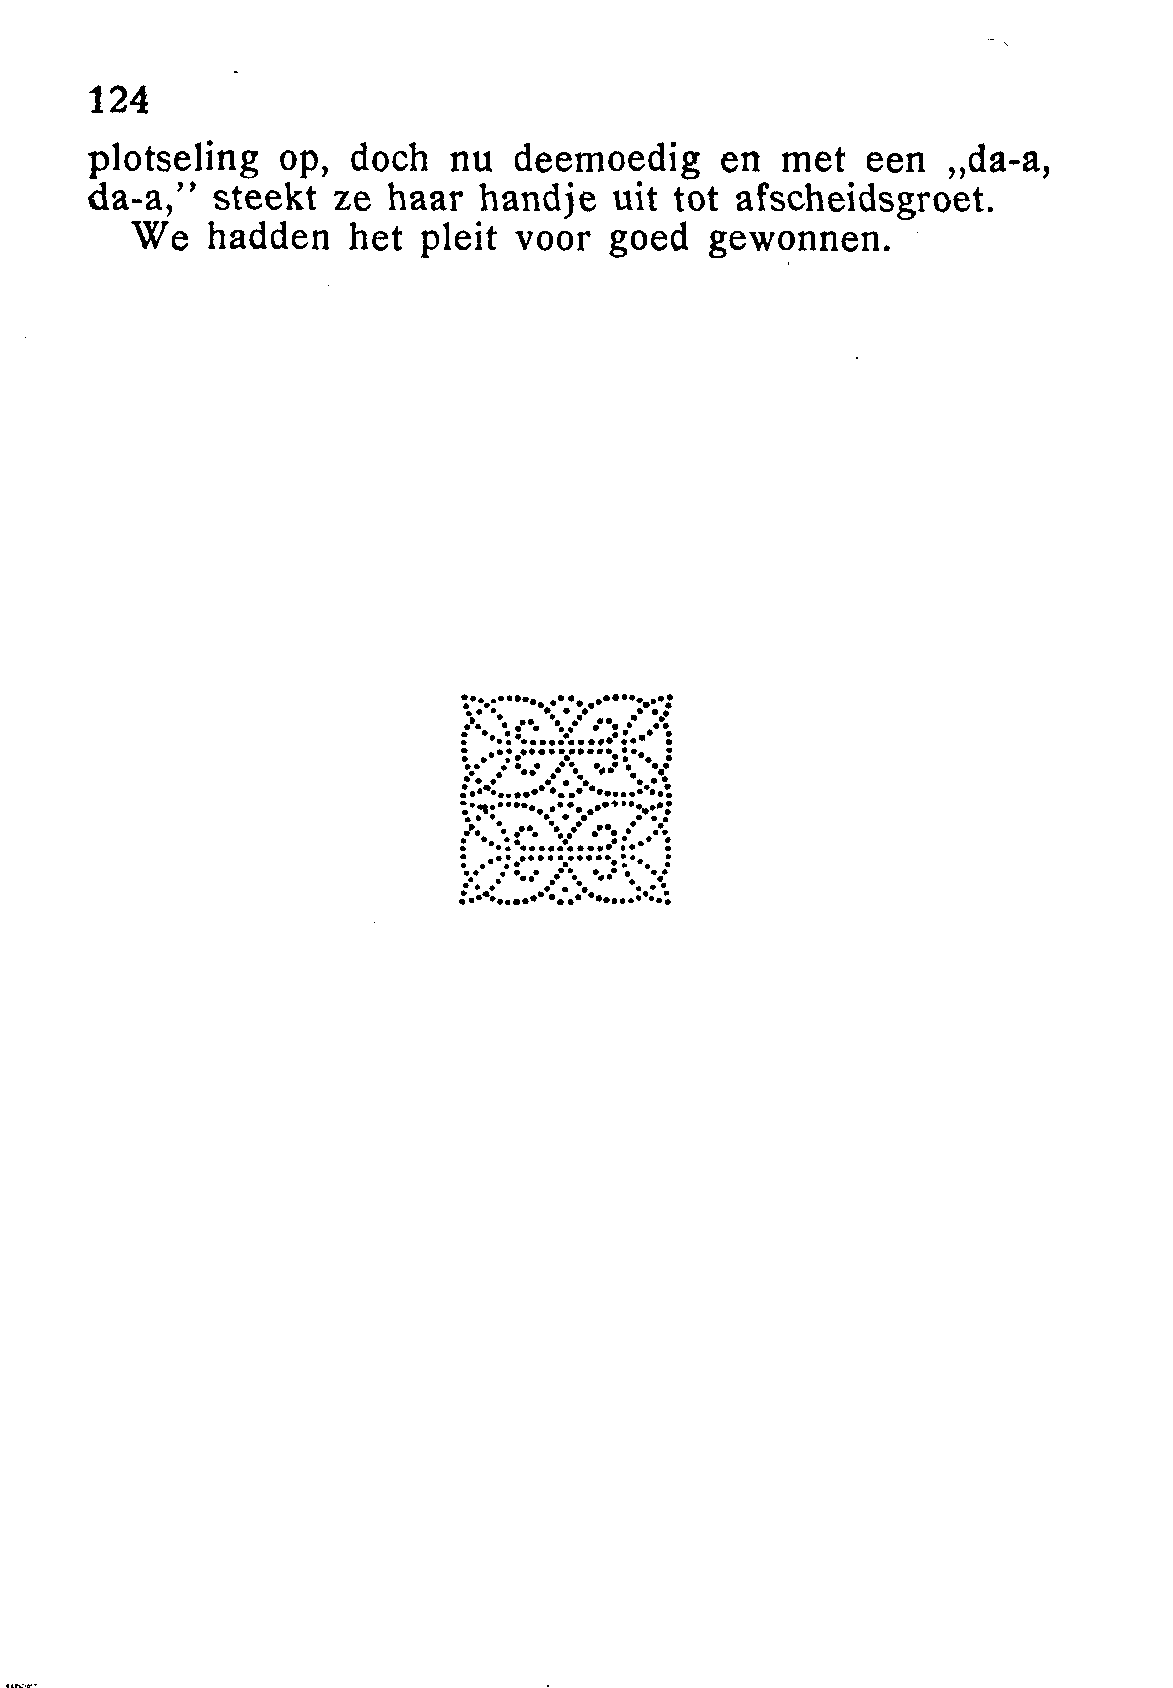 124
plotseling op, doch nu deemoedig en met een „da-a,
da-a,” steekt ze haar handje uit tot afscheidsgroet.
We hadden het pleit voor goed gewonnen.